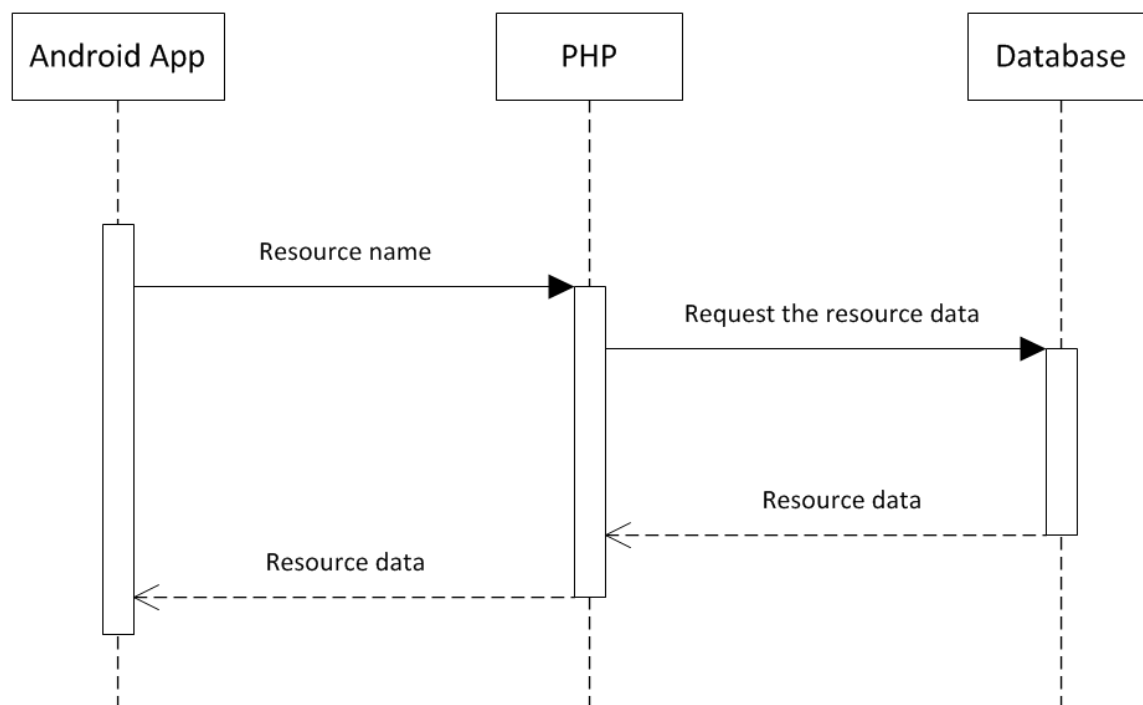 Android App
PHP
Database
Resource name
Request the resource data
Resource data
Resource data